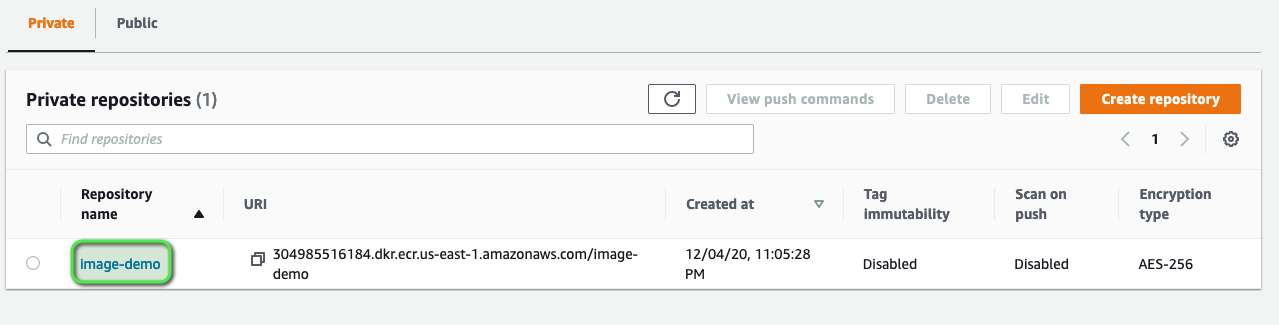 Private Public
Private repositories (1) View push commands Delete Edit Create repository
Find repositories 1
Repository name URI Created at Tag immutability Scan on push Encryption type
image-demo 304985516184.dkr.ecr.us-east-1.amazonaws.com/image-demo 12/04/20, 11:05:28 PM Disabled Disabled AES-256